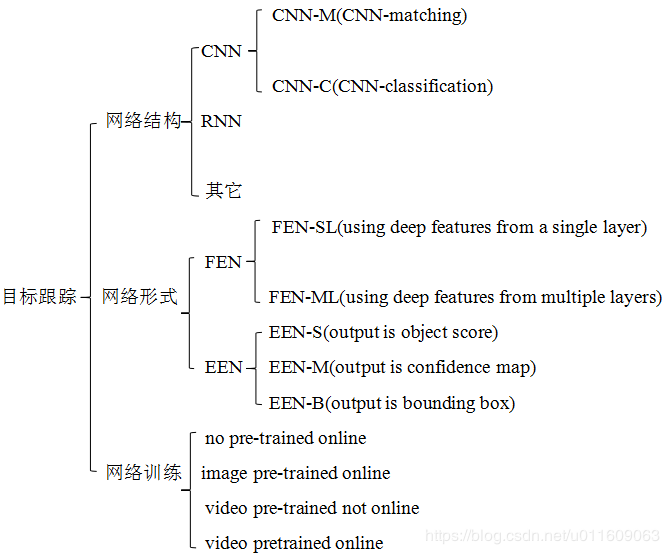 目标跟踪
网络结构
CNN
CNN-M(CNN-matching)
CNN-C(CNN-classification)
RNN
其它
网络形式
FEN
FEN-SL(using deep features from a single layer)
FEN-ML(using deep features from multiple layers)
EEN
EEN-S(output is object score)
EEN-M(output is confidence map)
EEN-B(output is bounding box)
网络训练
no pre-trained online
image pre-trained online
video pre-trained not online
video pretrained online
https://blog.csdn.net/u011609063